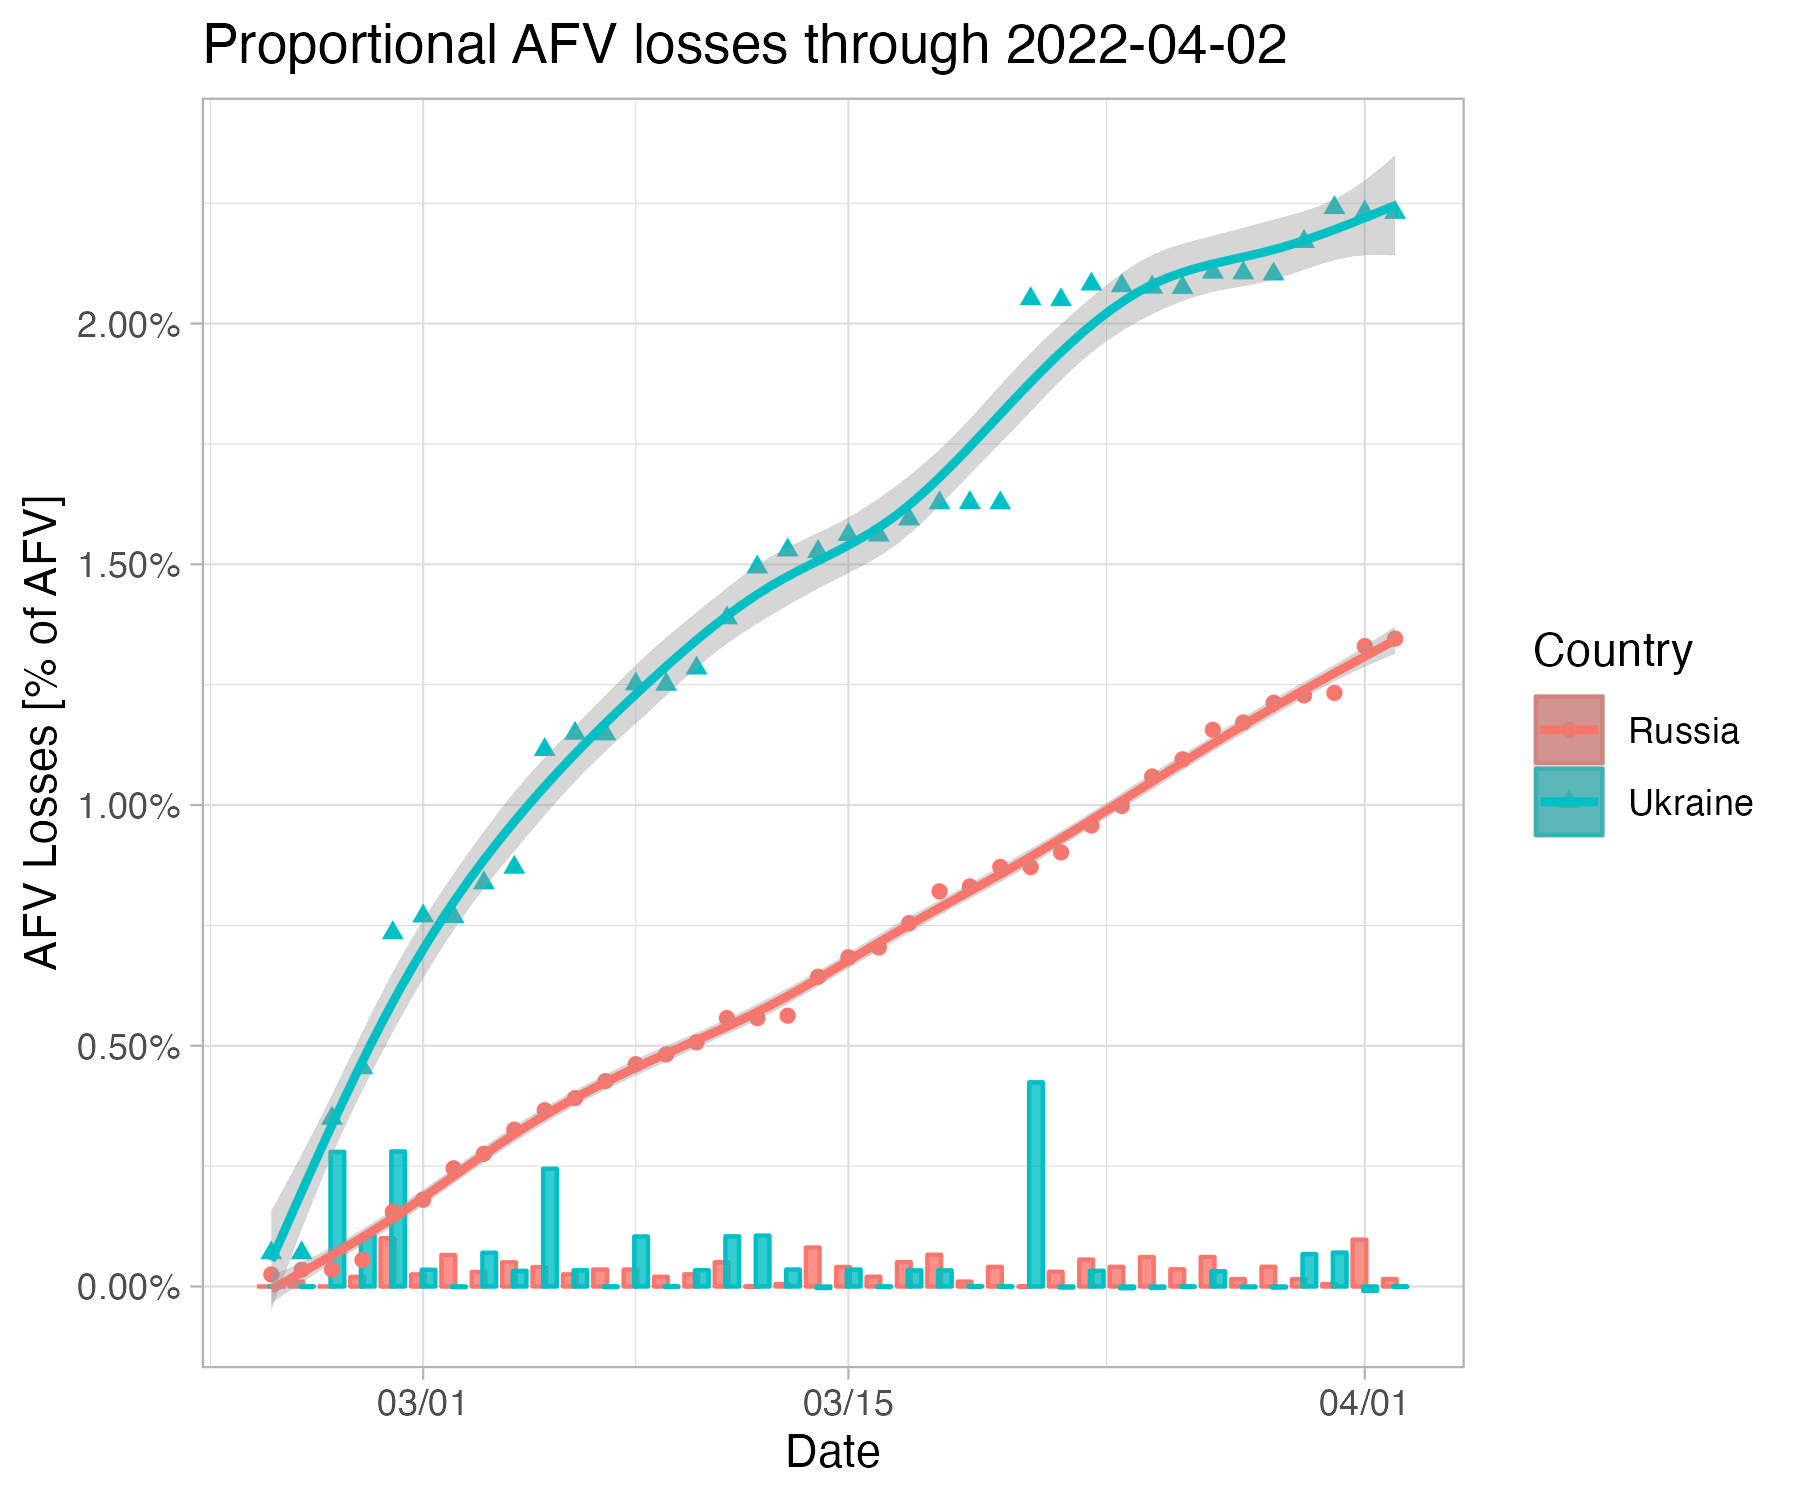 Proportional AFV losses through 2022-04-02
AFV Losses [% of AFV]
2.00%
1.50%
1.00%
0.50%
0.00%
03/01
03/15
04/01
Date
Country
Russia
Ukraine